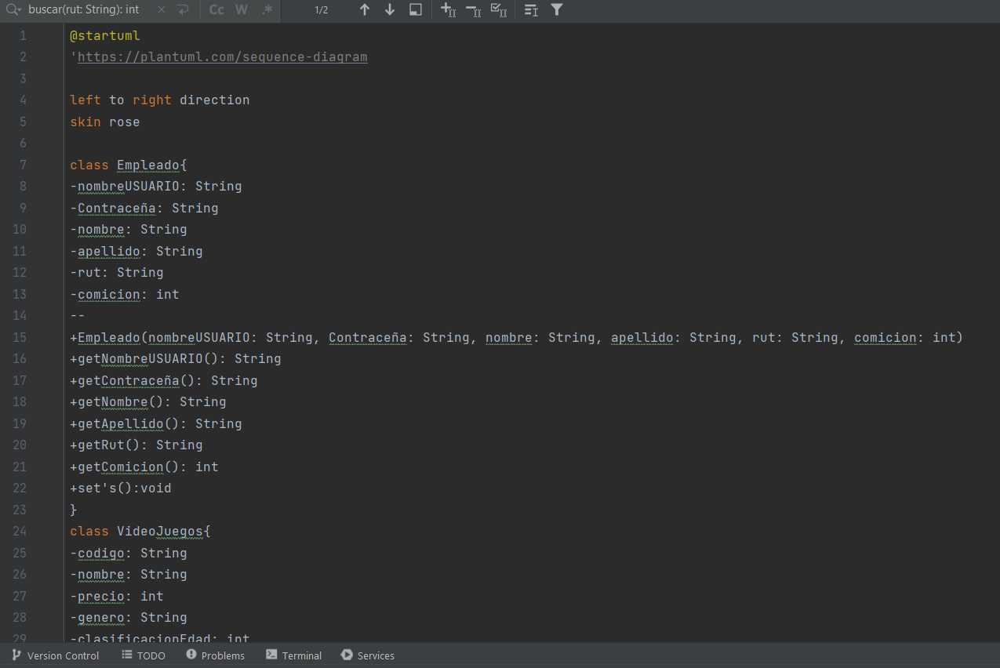 buscar(rut: String): int
Cc W .*
1/2
1 @startuml
2 'https://plantuml.com/sequence-diagram
3
4 left to right direction
5 skin rose
6
7 class Empleado{
8 -nombreUSUARIO: String
9 -Contraceña: String
10 -nombre: String
11 -apellido: String
12 -rut: String
13 -comicion: int
14 --
15 +Empleado(nombreUSUARIO: String, Contraceña: String, nombre: String, apellido: String, rut: String, comicion: int)
16 +getNombreUSUARIO(): String
17 +getContraceña(): String
18 +getNombre(): String
19 +getApellido(): String
20 +getRut(): String
21 +getComicion(): int
22 +set's():void
23 }
24 class VideoJuegos{
25 -codigo: String
26 -nombre: String
27 -precio: int
28 -genero: String
29 -clasificacionEdad: int
Version Control TODO Problems Terminal Services